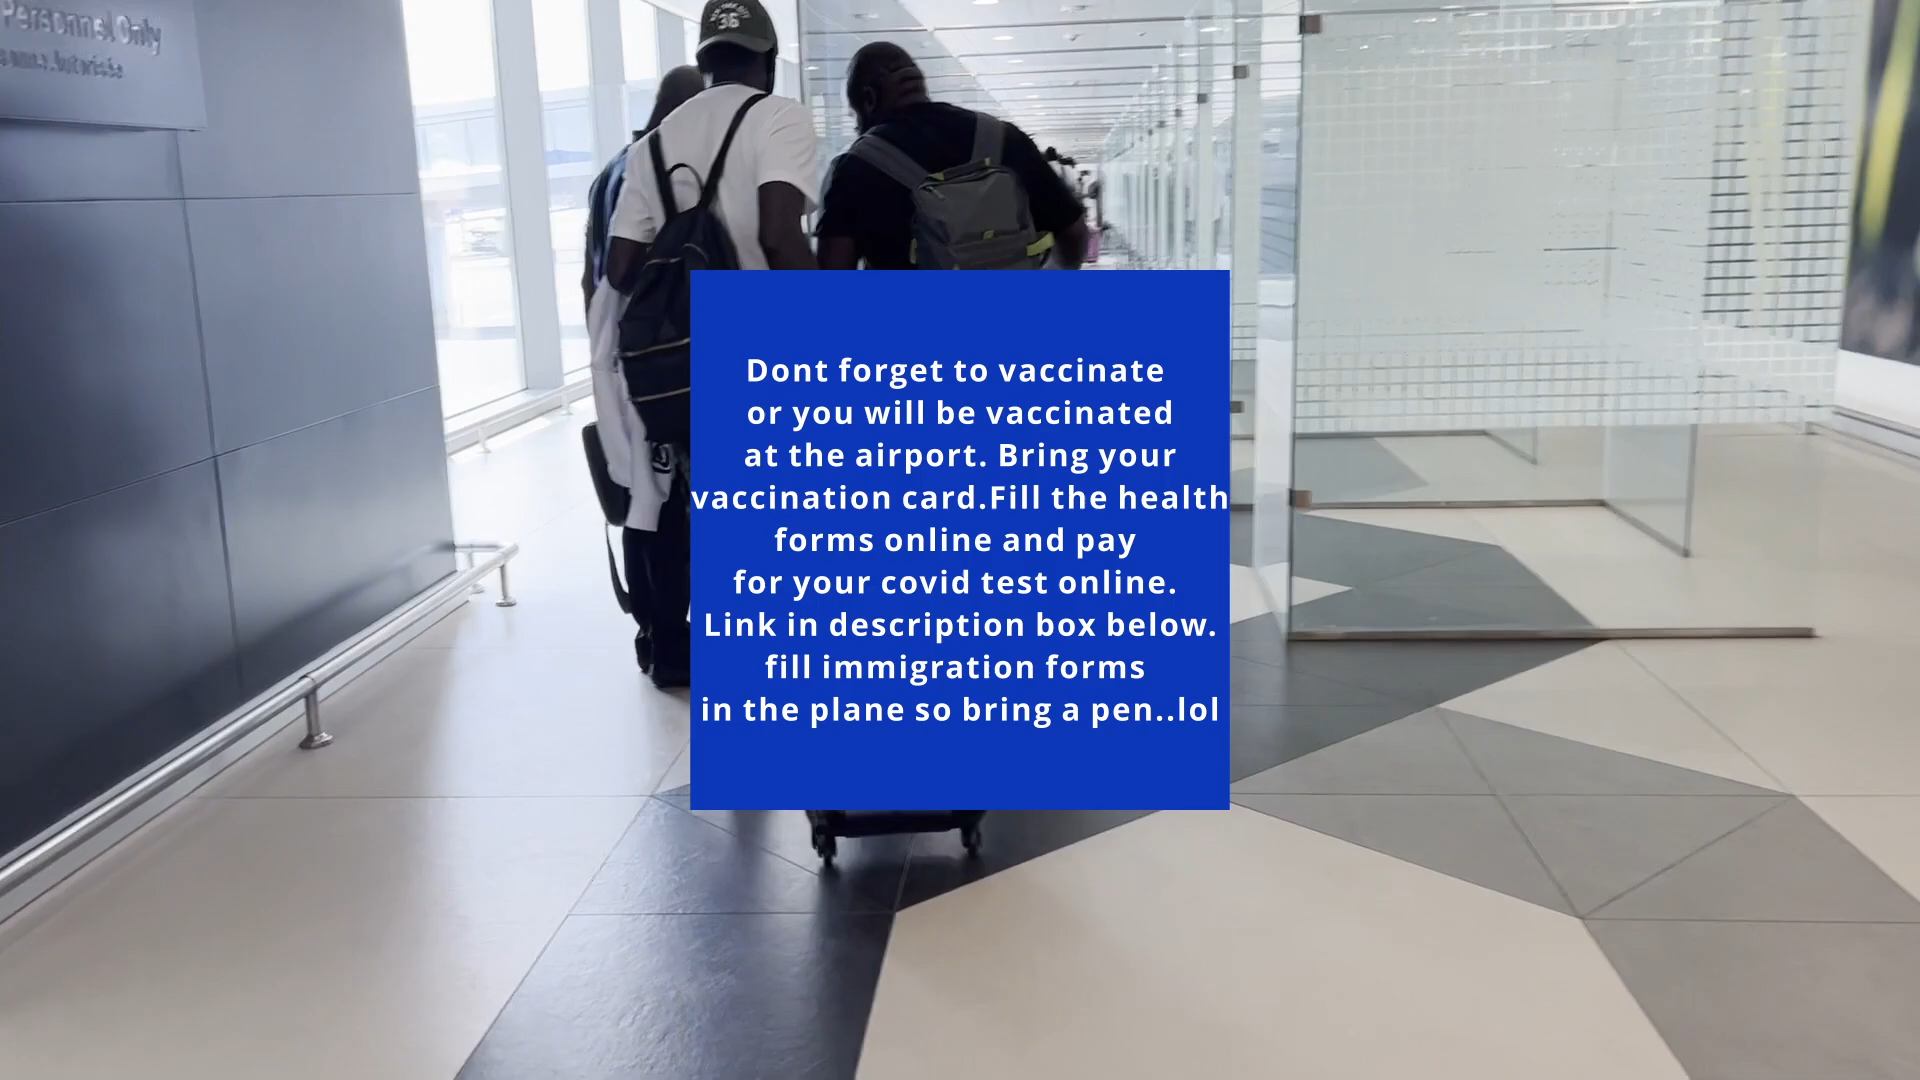 Personnel Only
36
Dont forget to vaccinate
or you will be vaccinated
at the airport. Bring your
vaccination card.Fill the health
forms online and pay
for your covid test online.
Link in description box below.
fill immigration forms
in the plane so bring a pen..lol